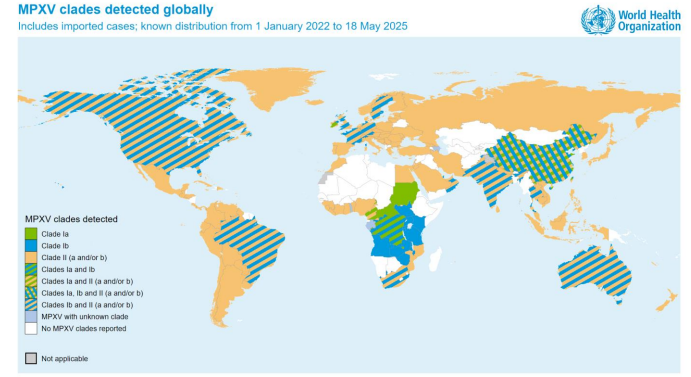 MPXV clades detected globally
Includes imported cases; known distribution from 1 January 2022 to 18 May 2025
World Health
Organization
MPXV clades detected
Clade Ia
Clade Ib
Clade II (a and/or b)
Clades Ia and Ib
Clades Ia and II (a and/or b)
Clades Ia, Ib and II (a and/or b)
Clades Ib and II (a and/or b)
MPXV with unknown clade
No MPXV clades reported
Not applicable